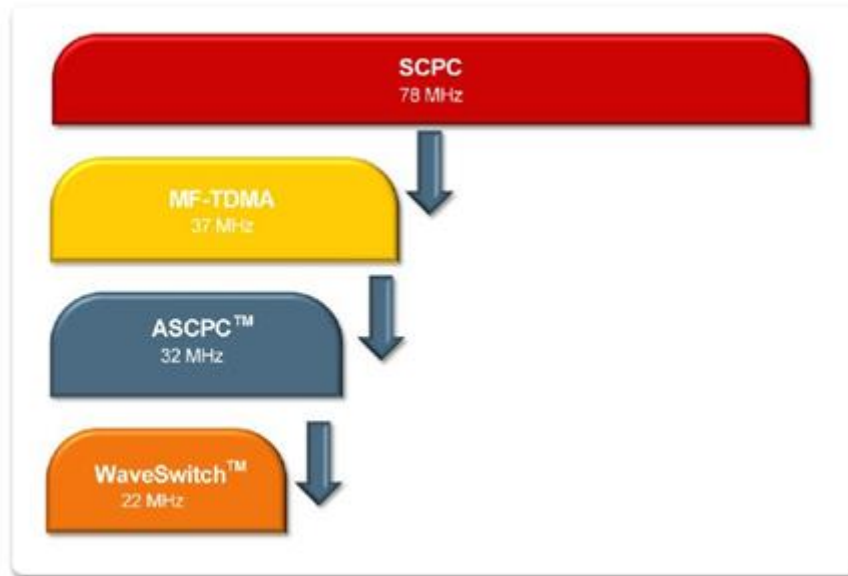 SCPC
78 MHz
MF-TDMA
37 MHz
ASCPC™
32 MHz
WaveSwitch™
22 MHz